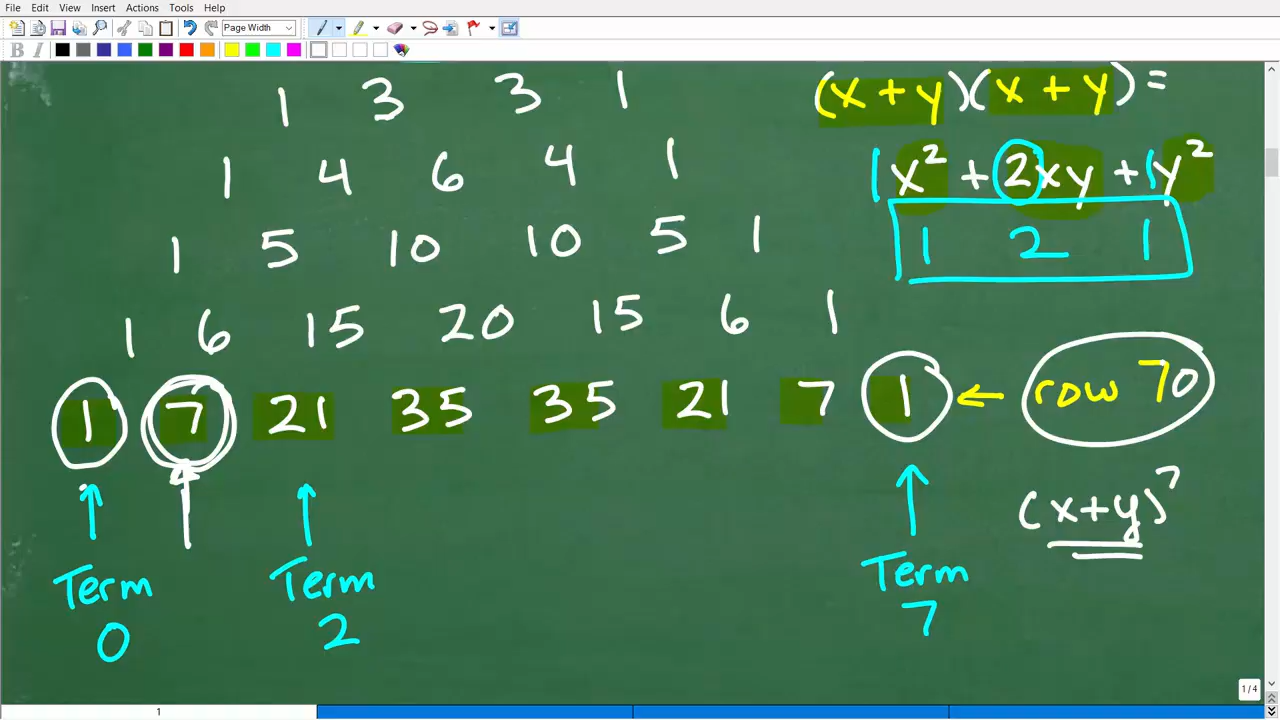 File Edit View Insert Actions Tools Help
Page Width
B I
1 3 3 1
(x + y)(x + y) =
1 4 6 4 1
1x² + 2xy + 1y²
1 5 10 10 5 1
1 2 1
1 6 15 20 15 6 1
1 7 21 35 35 21 7 1 ← row 70
(x+y)⁷
Term 0
Term 2
Term 7
1/4
1